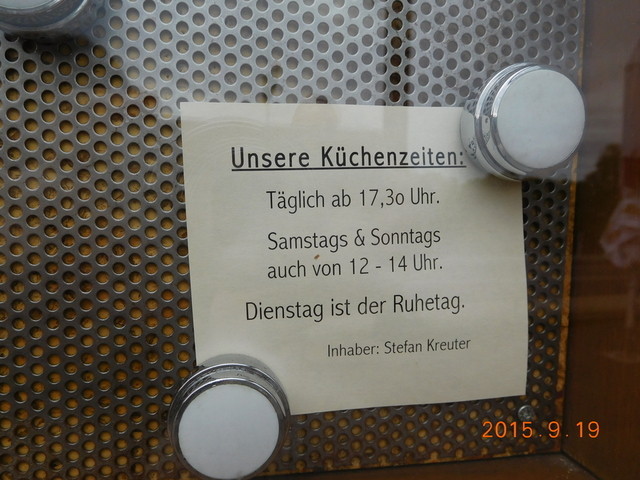 Unsere Küchenzeiten:
Täglich ab 17,3o Uhr.
Samstags & Sonntags
auch von 12 - 14 Uhr.
Dienstag ist der Ruhetag.
Inhaber: Stefan Kreuter
2015. 9. 19